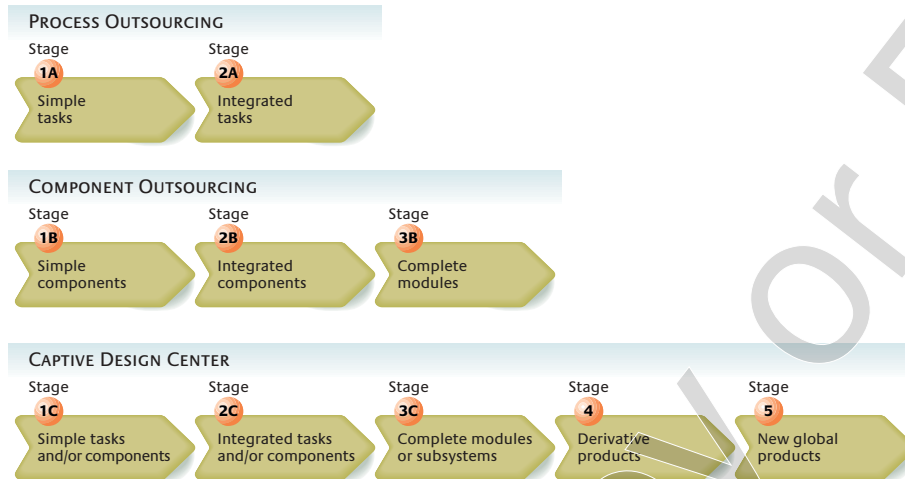 PROCESS OUTSOURCING
Stage Stage
1A 2A
Simple Integrated
tasks tasks
COMPONENT OUTSOURCING
Stage Stage Stage
1B 2B 3B
Simple Integrated Complete
components components modules
CAPTIVE DESIGN CENTER
Stage Stage Stage Stage Stage
1C 2C 3C 4 5
Simple tasks Integrated tasks Complete modules Derivative New global
and/or components and/or components or subsystems products products